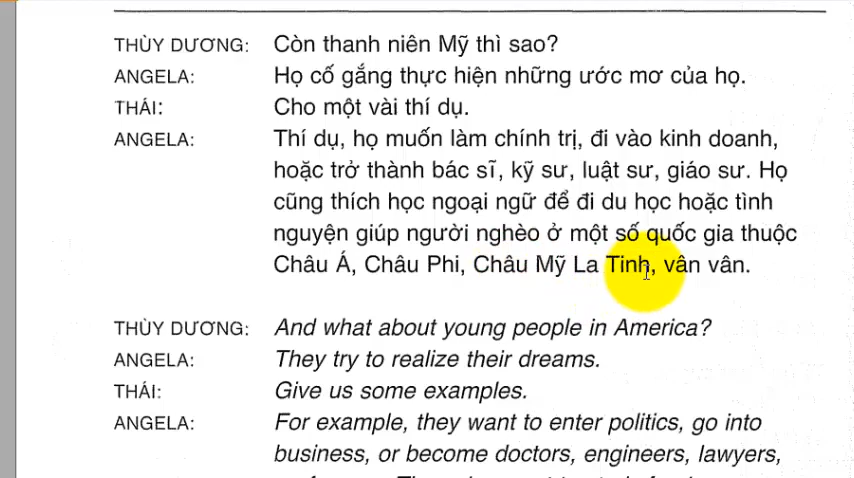 THÙY DƯƠNG: Còn thanh niên Mỹ thì sao?
ANGELA: Họ cố gắng thực hiện những ước mơ của họ.
THÁI: Cho một vài thí dụ.
ANGELA: Thí dụ, họ muốn làm chính trị, đi vào kinh doanh,
hoặc trở thành bác sĩ, kỹ sư, luật sư, giáo sư. Họ
cũng thích học ngoại ngữ để đi du học hoặc tình
nguyện giúp người nghèo ở một số quốc gia thuộc
Châu Á, Châu Phi, Châu Mỹ La Tinh, vân vân.
THÙY DƯƠNG: And what about young people in America?
ANGELA: They try to realize their dreams.
THÁI: Give us some examples.
ANGELA: For example, they want to enter politics, go into
business, or become doctors, engineers, lawyers,